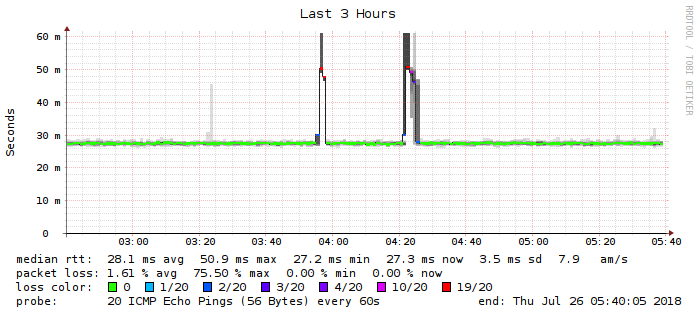 Last 3 Hours
RRDTOOL / TOBI OETIKER
Seconds
60 m
50 m
40 m
30 m
20 m
10 m
0
03:00 03:20 03:40 04:00 04:20 04:40 05:00 05:20 05:40
median rtt: 28.1 ms avg 50.9 ms max 27.2 ms min 27.3 ms now 3.5 ms sd 7.9 am/s
packet loss: 1.61 % avg 75.50 % max 0.00 % min 0.00 % now
loss color: 0 1/20 2/20 3/20 4/20 10/20 19/20
probe: 20 ICMP Echo Pings (56 Bytes) every 60s end: Thu Jul 26 05:40:05 2018